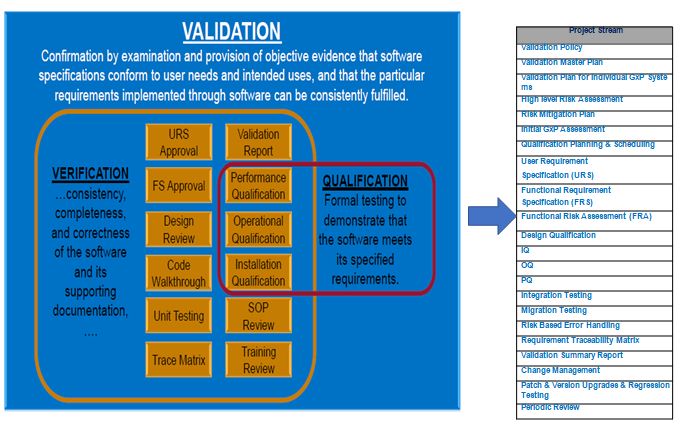 VALIDATION
Confirmation by examination and provision of objective evidence that software
specifications conform to user needs and intended uses, and that the particular
requirements implemented through software can be consistently fulfilled.
VERIFICATION
…consistency,
completeness,
and correctness
of the software
and its
supporting
documentation,
….
URS
Approval
Validation
Report
FS Approval
Performance
Qualification
Design
Review
Operational
Qualification
Code
Walkthrough
Installation
Qualification
Unit Testing
SOP
Review
Trace Matrix
Training
Review
QUALIFICATION
Formal testing to
demonstrate that
the software meets
its specified
requirements.
Project Stream
Validation Policy
Validation Master Plan
Validation Plan for Individual GxP Syste
ms
High level Risk Assessment
Risk Mitigation Plan
Initial GxP Assessment
Qualification Planning & Scheduling
User Requirement
Specification (URS)
Functional Requirement
Specification (FRS)
Functional Risk Assessment (FRA)
Design Qualification
IQ
OQ
PQ
Integration Testing
Migration Testing
Risk Based Error Handling
Requirement Traceability Matrix
Validation Summary Report
Change Management
Patch & Version Upgrades & Regression
Testing
Periodic Review